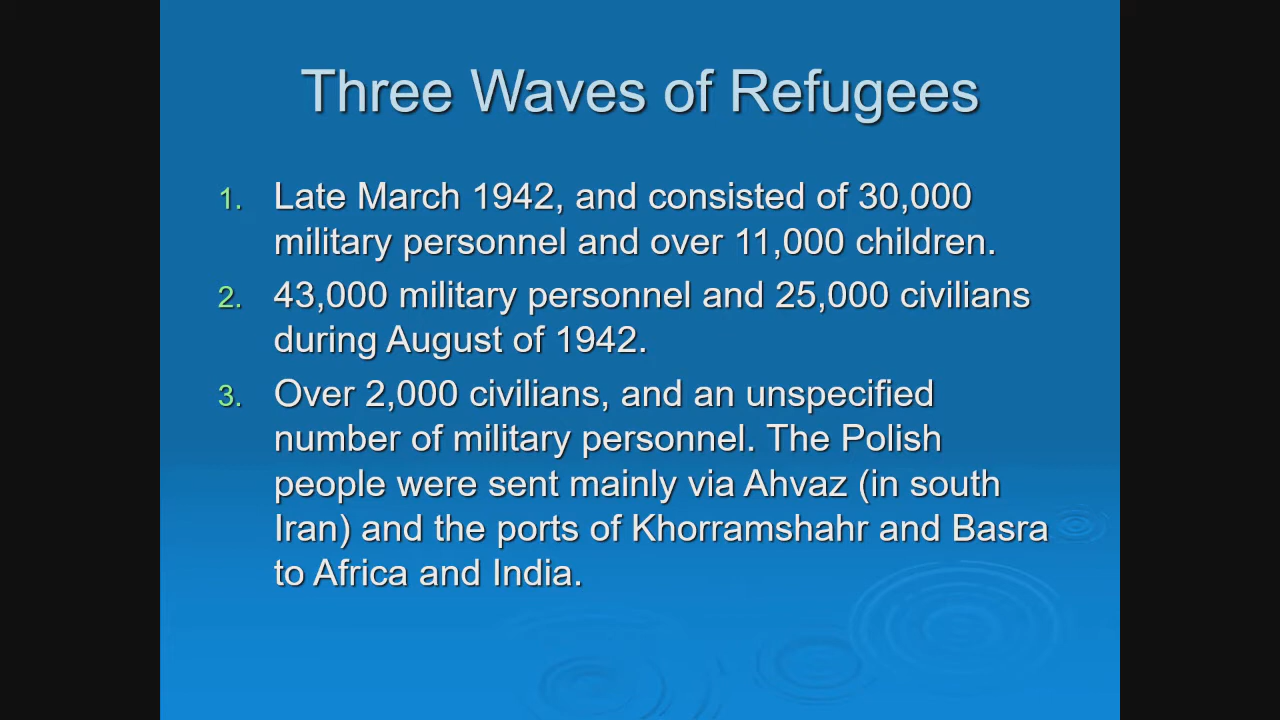 Three Waves of Refugees
1. Late March 1942, and consisted of 30,000
military personnel and over 11,000 children.
2. 43,000 military personnel and 25,000 civilians
during August of 1942.
3. Over 2,000 civilians, and an unspecified
number of military personnel. The Polish
people were sent mainly via Ahvaz (in south
Iran) and the ports of Khorramshahr and Basra
to Africa and India.